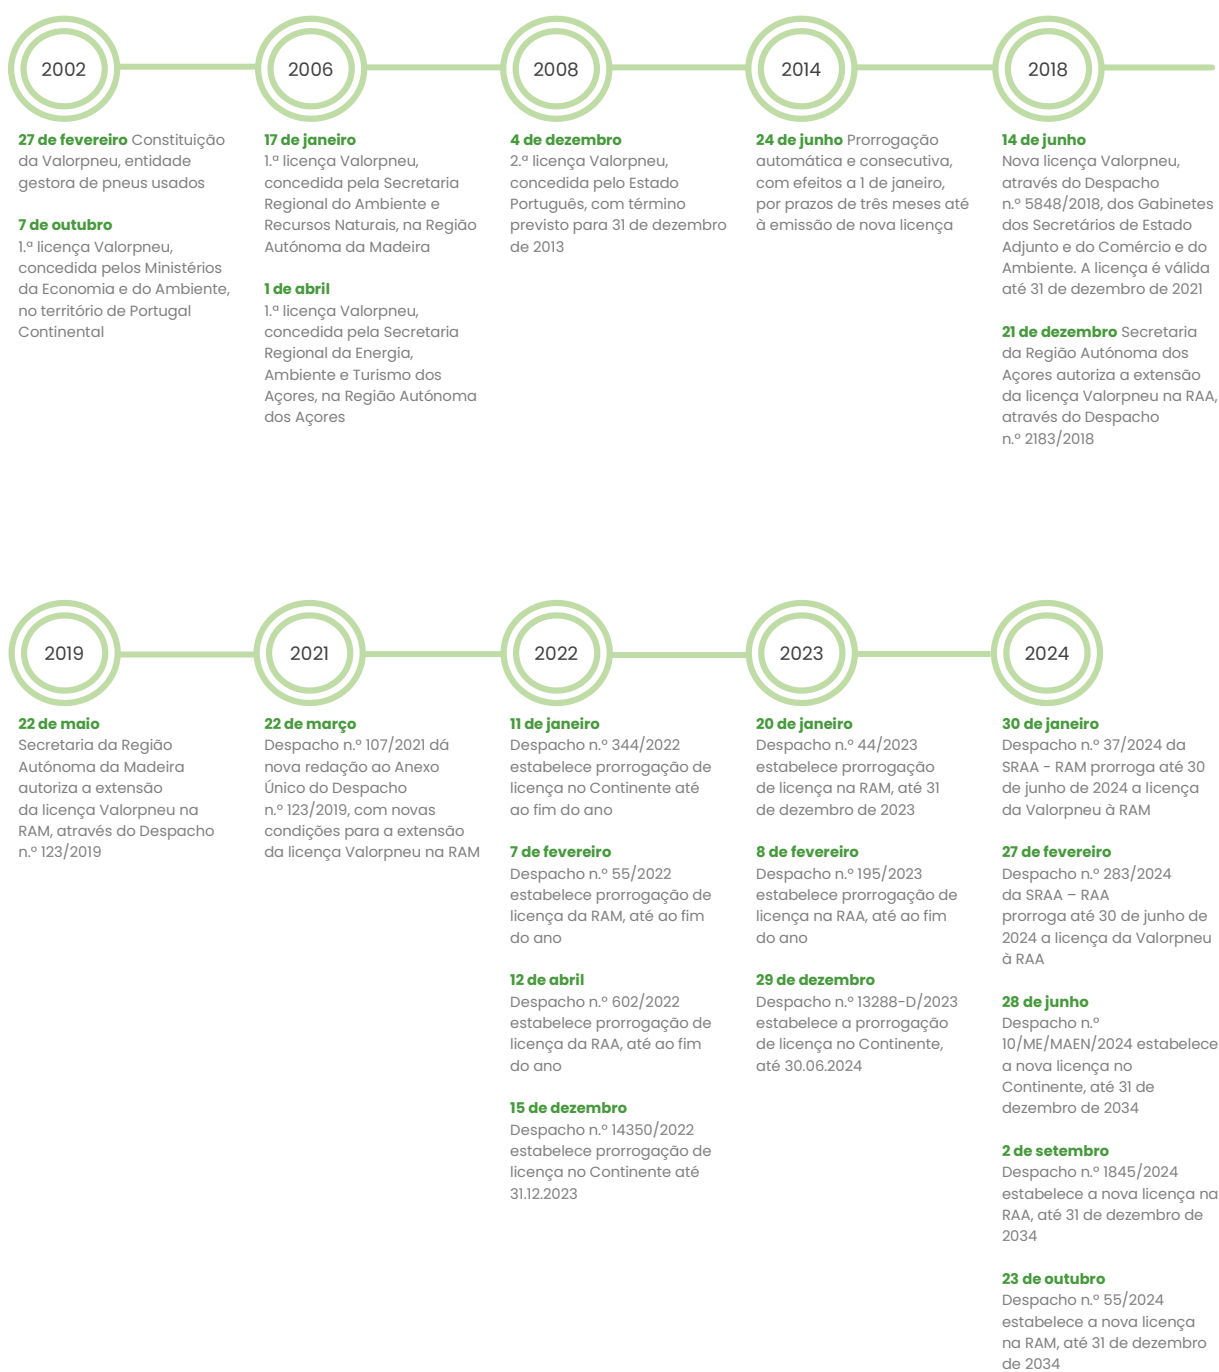 2002
27 de fevereiro Constituição
da Valorpneu, entidade
gestora de pneus usados
7 de outubro
1.ª licença Valorpneu,
concedida pelos Ministérios
da Economia e do Ambiente,
no território de Portugal
Continental
2006
17 de janeiro
1.ª licença Valorpneu,
concedida pela Secretaria
Regional do Ambiente e
Recursos Naturais, na Região
Autónoma da Madeira
1 de abril
1.ª licença Valorpneu,
concedida pela Secretaria
Regional da Energia,
Ambiente e Turismo dos
Açores, na Região Autónoma
dos Açores
2008
4 de dezembro
2.ª licença Valorpneu,
concedida pelo Estado
Português, com término
previsto para 31 de dezembro
de 2013
2014
24 de junho Prorrogação
automática e consecutiva,
com efeitos a 1 de janeiro,
por prazos de três meses até
à emissão de nova licença
2018
14 de junho
Nova licença Valorpneu,
através do Despacho
n.º 5848/2018, dos Gabinetes
dos Secretários de Estado
Adjunto e do Comércio e do
Ambiente. A licença é válida
até 31 de dezembro de 2021
21 de dezembro Secretaria
da Região Autónoma dos
Açores autoriza a extensão
da licença Valorpneu na RAA,
através do Despacho
n.º 2183/2018
2019
22 de maio
Secretaria da Região
Autónoma da Madeira
autoriza a extensão
da licença Valorpneu na
RAM, através do Despacho
n.º 123/2019
2021
22 de março
Despacho n.º 107/2021 dá
nova redação ao Anexo
Único do Despacho
n.º 123/2019, com novas
condições para a extensão
da licença Valorpneu na RAM
2022
11 de janeiro
Despacho n.º 344/2022
estabelece prorrogação de
licença no Continente até
ao fim do ano
7 de fevereiro
Despacho n.º 55/2022
estabelece prorrogação de
licença da RAM, até ao fim
do ano
12 de abril
Despacho n.º 602/2022
estabelece prorrogação de
licença da RAA, até ao fim
do ano
15 de dezembro
Despacho n.º 14350/2022
estabelece prorrogação de
licença no Continente até
31.12.2023
2023
20 de janeiro
Despacho n.º 44/2023
estabelece prorrogação
de licença na RAM, até 31
de dezembro de 2023
8 de fevereiro
Despacho n.º 195/2023
estabelece prorrogação de
licença na RAA, até ao fim
do ano
29 de dezembro
Despacho n.º 13288-D/2023
estabelece a prorrogação
de licença no Continente,
até 30.06.2024
2024
30 de janeiro
Despacho n.º 37/2024 da
SRAA - RAM prorroga até 30
de junho de 2024 a licença
da Valorpneu à RAM
27 de fevereiro
Despacho n.º 283/2024
da SRAA – RAA
prorroga até 30 de junho de
2024 a licença da Valorpneu
à RAA
28 de junho
Despacho n.º
10/ME/MAEN/2024 estabelece
a nova licença no
Continente, até 31 de
dezembro de 2034
2 de setembro
Despacho n.º 1845/2024
estabelece a nova licença na
RAA, até 31 de dezembro de
2034
23 de outubro
Despacho n.º 55/2024
estabelece a nova licença
na RAM, até 31 de dezembro
de 2034